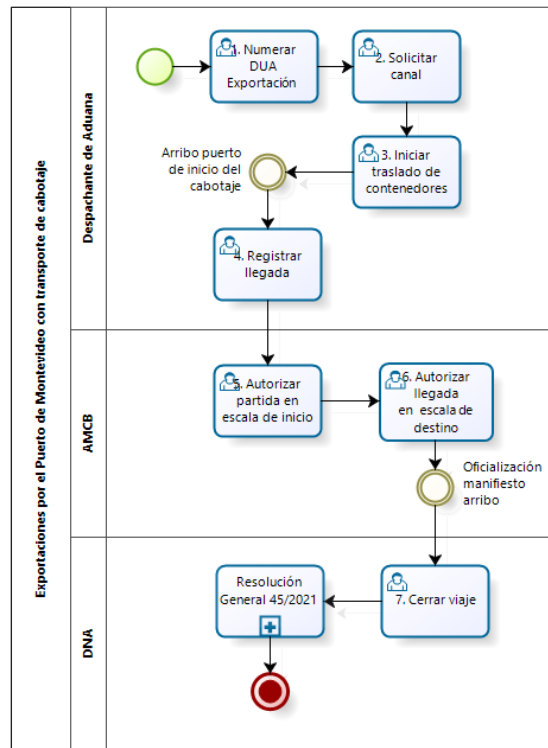 Exportaciones por el Puerto de Montevideo con transporte de cabotaje
Despachante de Aduana
1. Numerar
DUA
Exportación
2. Solicitar
canal
Arribo puerto
de inicio del
cabotaje
3. Iniciar
traslado de
contenedores
4. Registrar
llegada
AMCB
5. Autorizar
partida en
escala de inicio
6. Autorizar
llegada
en escala de
destino
Oficialización
manifiesto
arribo
DNA
Resolución
General 45/2021
7. Cerrar viaje